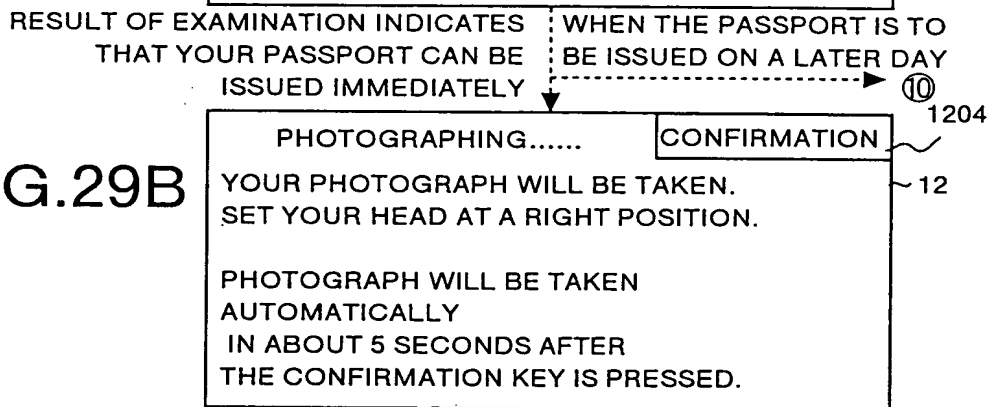 RESULT OF EXAMINATION INDICATES
THAT YOUR PASSPORT CAN BE
ISSUED IMMEDIATELY
WHEN THE PASSPORT IS TO
BE ISSUED ON A LATER DAY
⑩
1204
PHOTOGRAPHING......
CONFIRMATION
G.29B
12
YOUR PHOTOGRAPH WILL BE TAKEN.
SET YOUR HEAD AT A RIGHT POSITION.
PHOTOGRAPH WILL BE TAKEN
AUTOMATICALLY
IN ABOUT 5 SECONDS AFTER
THE CONFIRMATION KEY IS PRESSED.